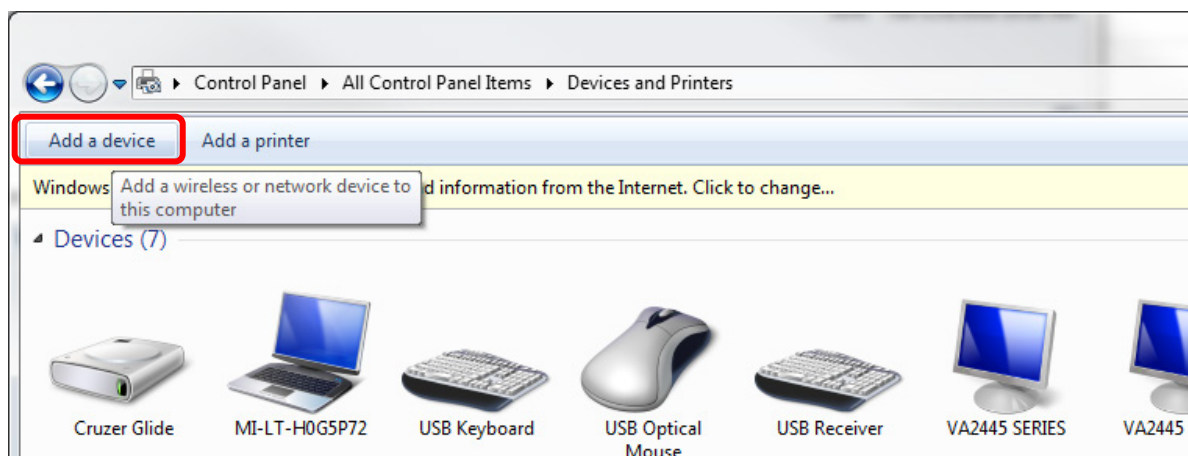 Control Panel All Control Panel Items Devices and Printers
Add a device Add a printer
Windows d information from the Internet. Click to change...
Add a wireless or network device to
this computer
Devices (7)
Cruzer Glide MI-LT-H0G5P72 USB Keyboard USB Optical USB Receiver VA2445 SERIES VA2445
Mouse